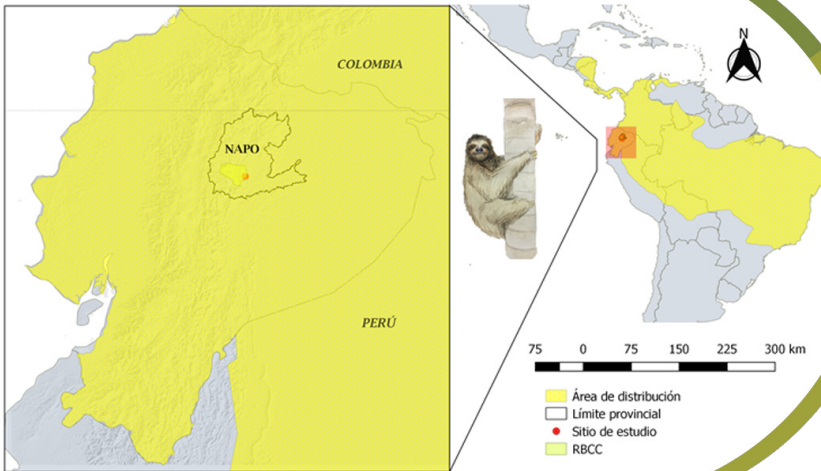 COLOMBIA
NAPO
PERÚ
N
75 0 75 150 225 300 km
Área de distribución
Límite provincial
Sitio de estudio
RBCC